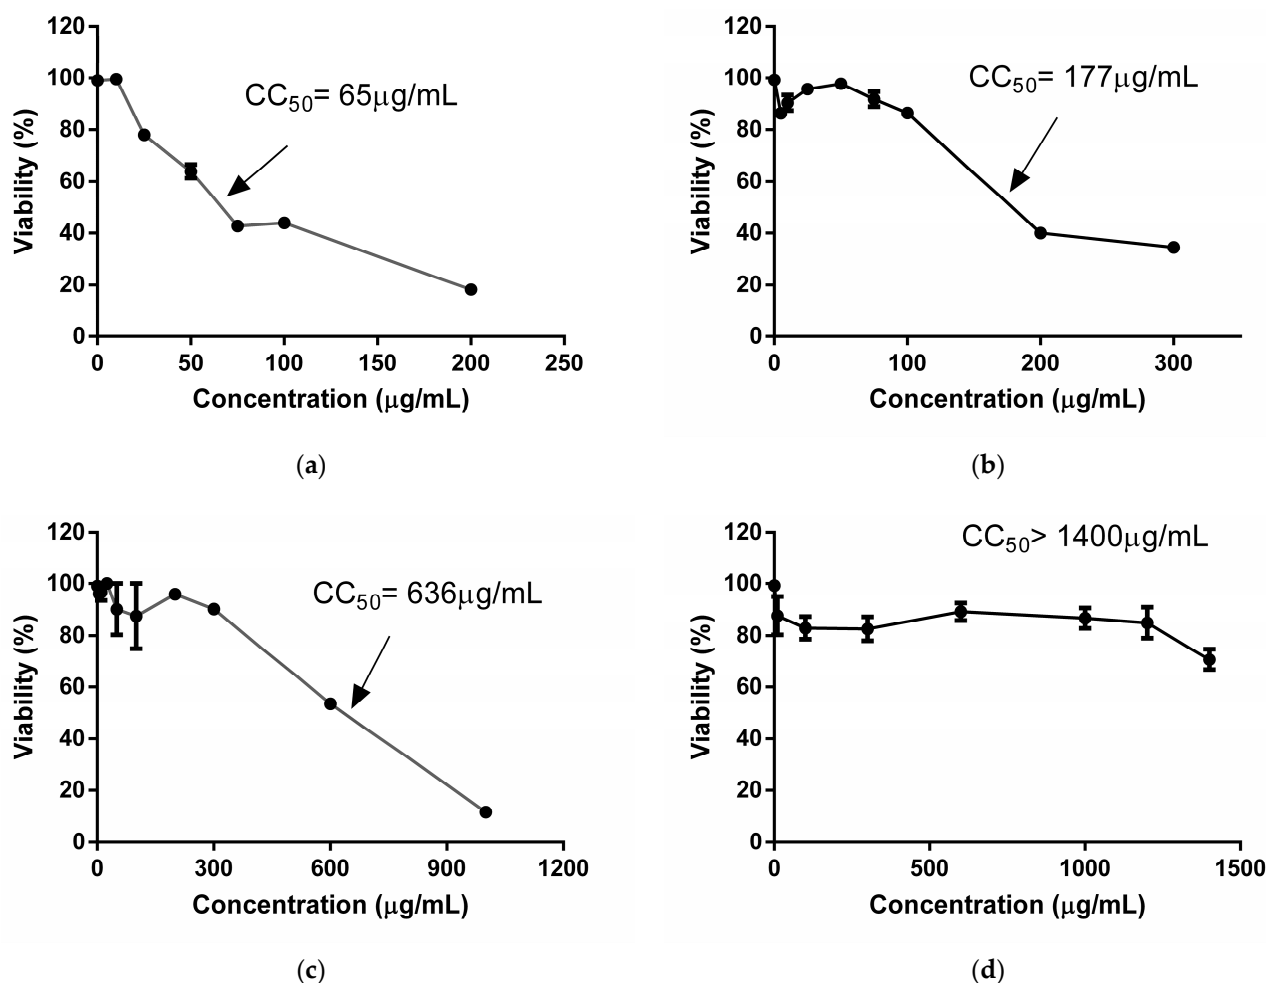 120
100
80
60
40
20
0
Viability (%)
CC50= 65µg/mL
0 50 100 150 200 250
Concentration (µg/mL)
(a)
120
100
80
60
40
20
0
Viability (%)
CC50= 177µg/mL
0 100 200 300
Concentration (µg/mL)
(b)
120
100
80
60
40
20
0
Viability (%)
CC50= 636µg/mL
0 300 600 900 1200
Concentration (µg/mL)
(c)
120
100
80
60
40
20
0
Viability (%)
CC50> 1400µg/mL
0 500 1000 1500
Concentration (µg/mL)
(d)